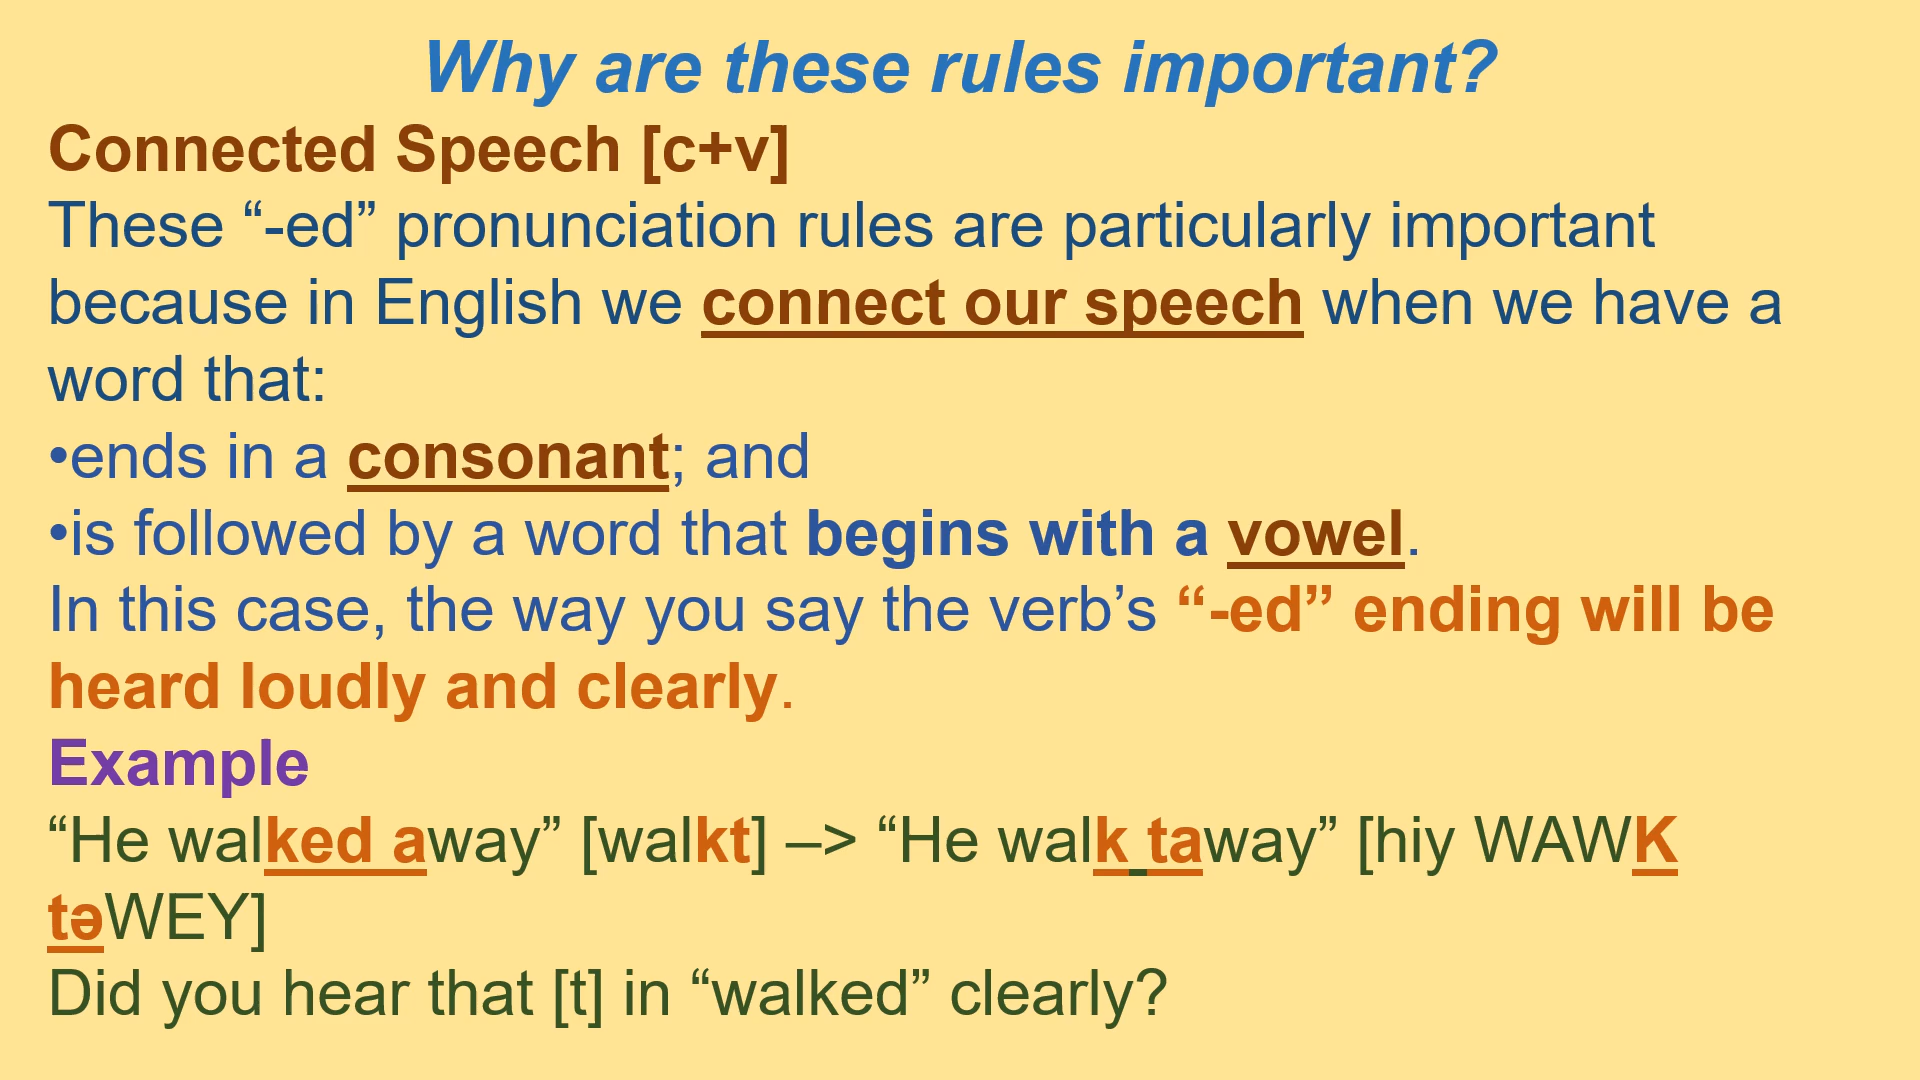 Why are these rules important?
Connected Speech [c+v]
These “-ed” pronunciation rules are particularly important
because in English we connect our speech when we have a
word that:
•ends in a consonant; and
•is followed by a word that begins with a vowel.
In this case, the way you say the verb’s “-ed” ending will be
heard loudly and clearly.
Example
“He walked away” [walkt] –> “He walk taway” [hiy WAWK
təWEY]
Did you hear that [t] in “walked” clearly?